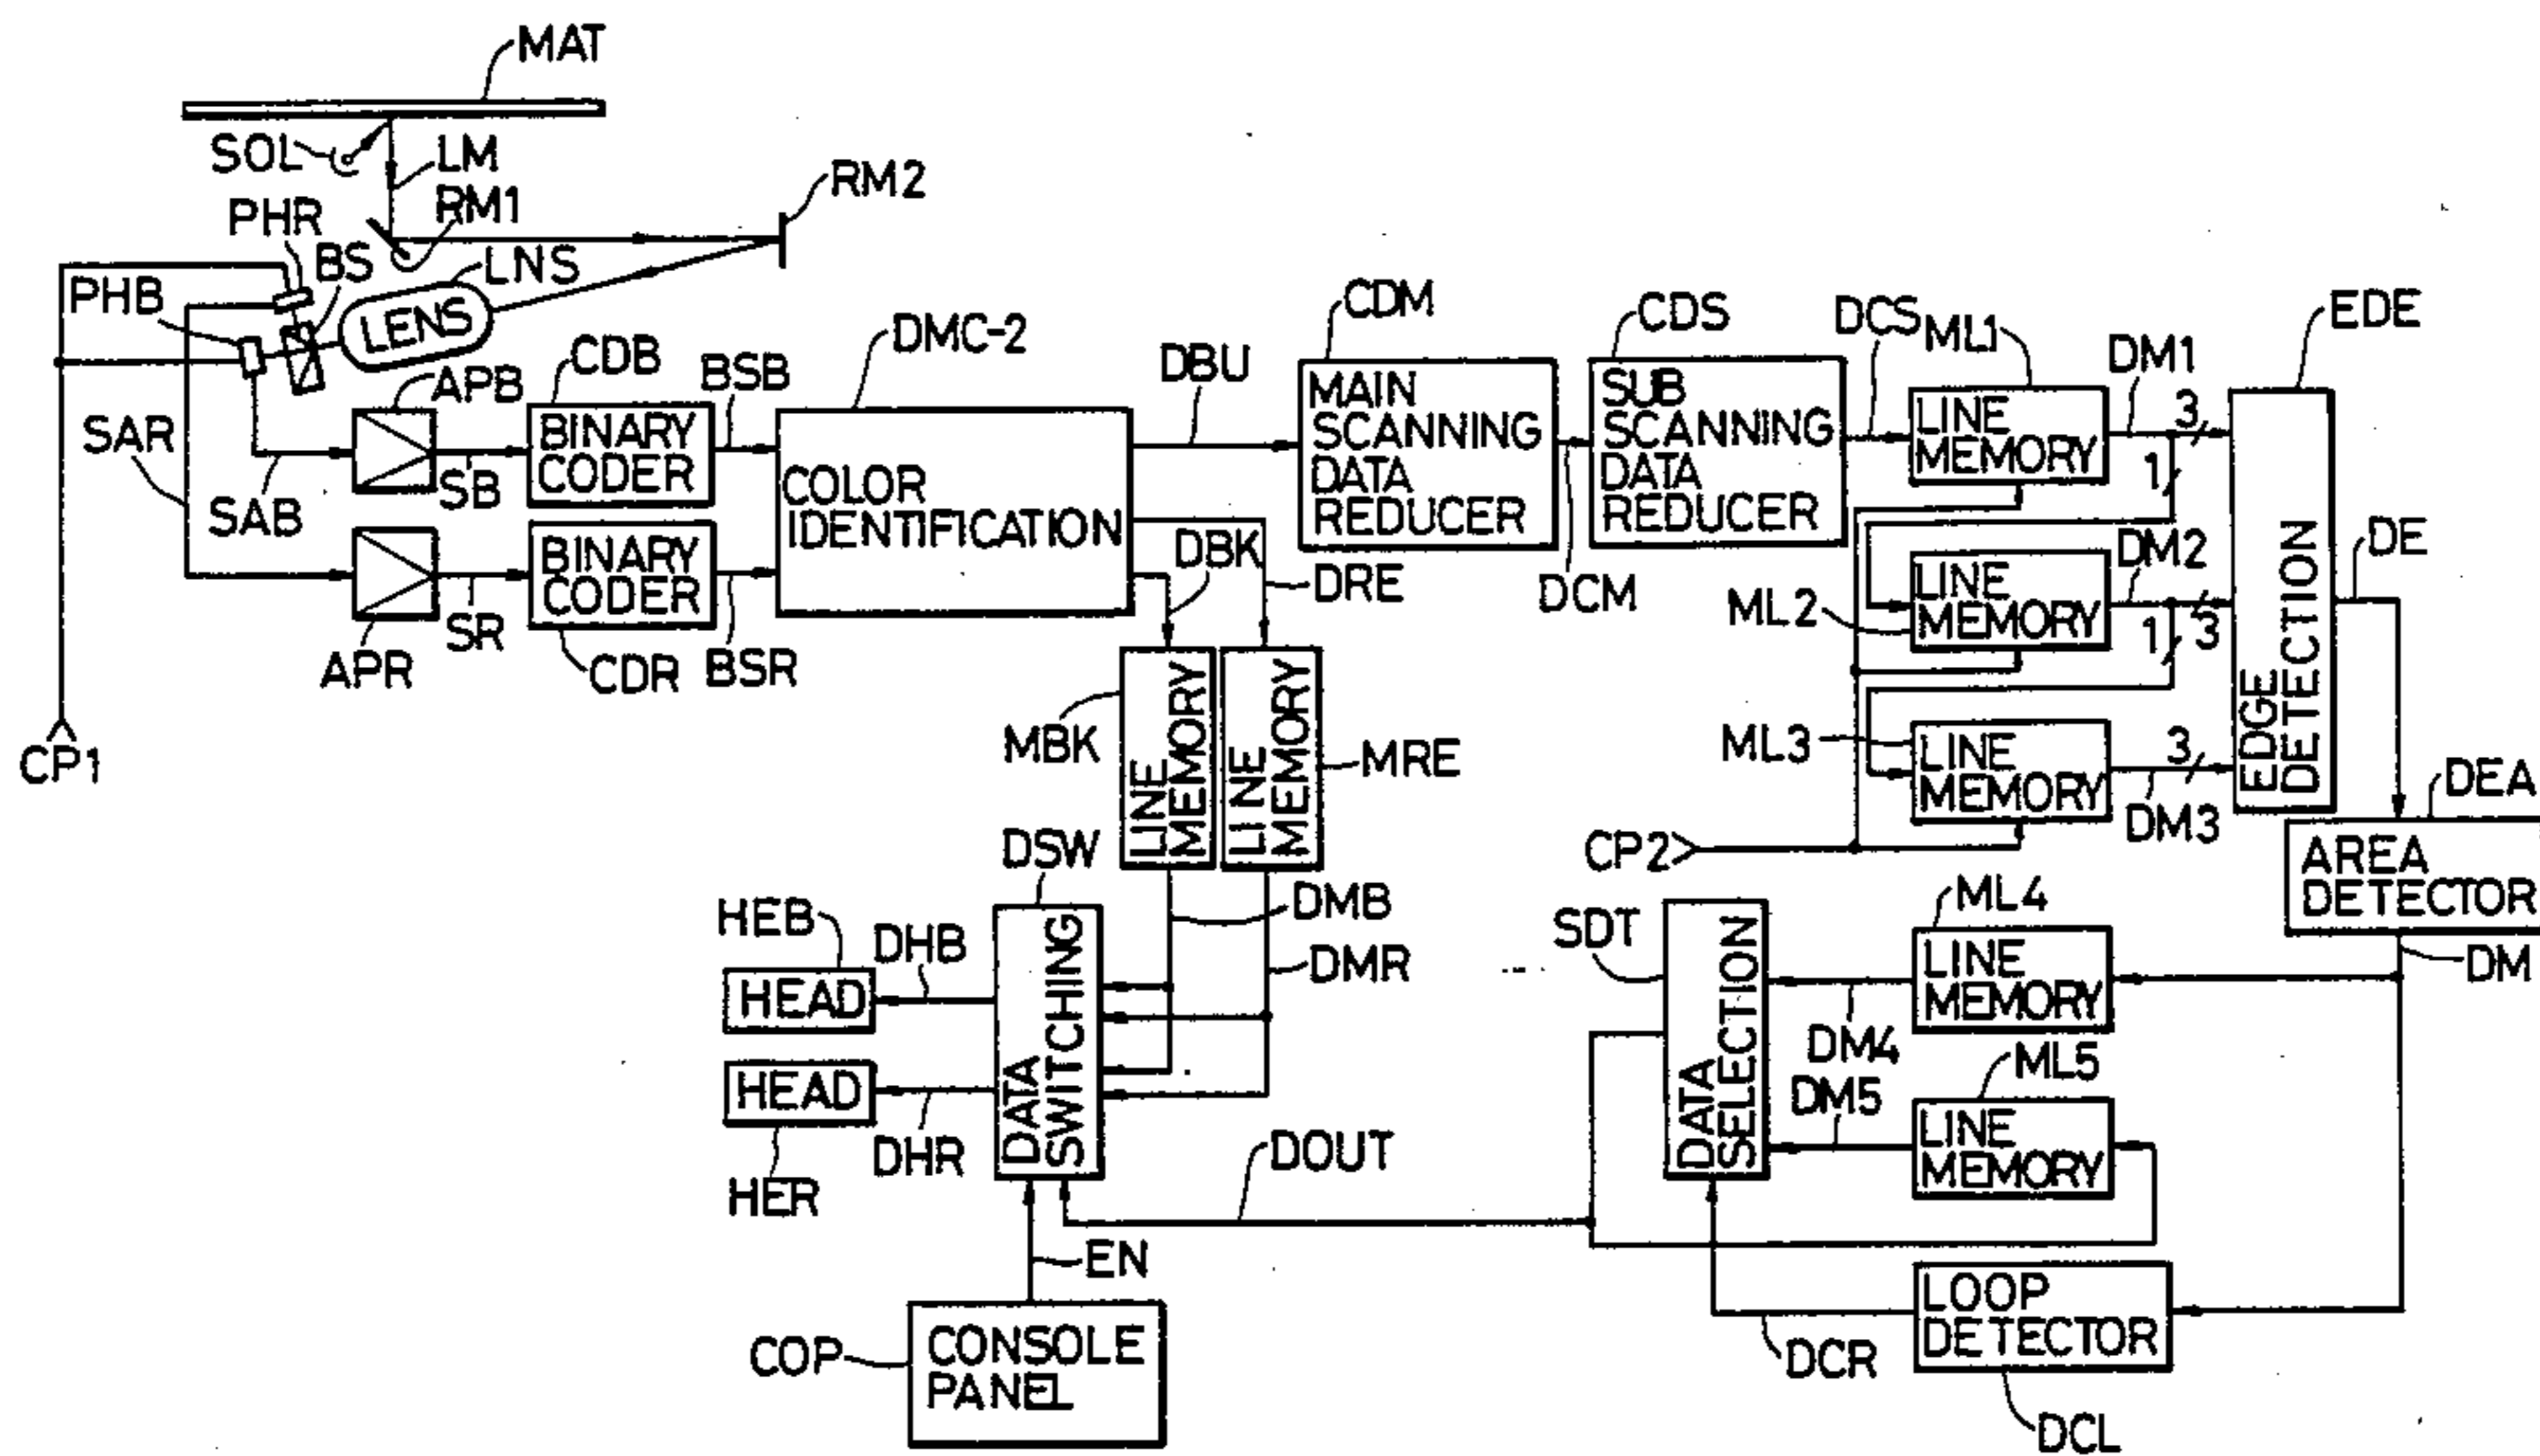 MAT
SOL
LM
RM1
RM2
PHR
BS
LNS
PHB
LENS
CDM
CDS
DCS
ML1
EDE
DMC-2
CDB
APB
BSB
DBU
DM1
3
MAIN
SCANNING
DATA
REDUCER
SUB
SCANNING
DATA
REDUCER
LINE
MEMORY
1
SAR
BINARY
CODER
SB
SAB
COLOR
IDENTIFICATION
DBK
DRE
DCM
DM2
DE
ML2
LINE
MEMORY
1
3
EDGE
DETECTION
BINARY
CODER
SR
APR
CDR
BSR
MBK
LINE
MEMORY
LINE
MEMORY
MRE
ML3
LINE
MEMORY
3
DM3
CP1
CP2
DEA
AREA
DETECTOR
DM
DSW
DMB
HEB
DHB
HEAD
DATA
SWITCHING
DMR
SDT
DATA
SELECTION
ML4
LINE
MEMORY
DM4
ML5
DM5
LINE
MEMORY
HEAD
DHR
HER
DOUT
EN
COP
CONSOLE
PANEL
DCR
LOOP
DETECTOR
DCL